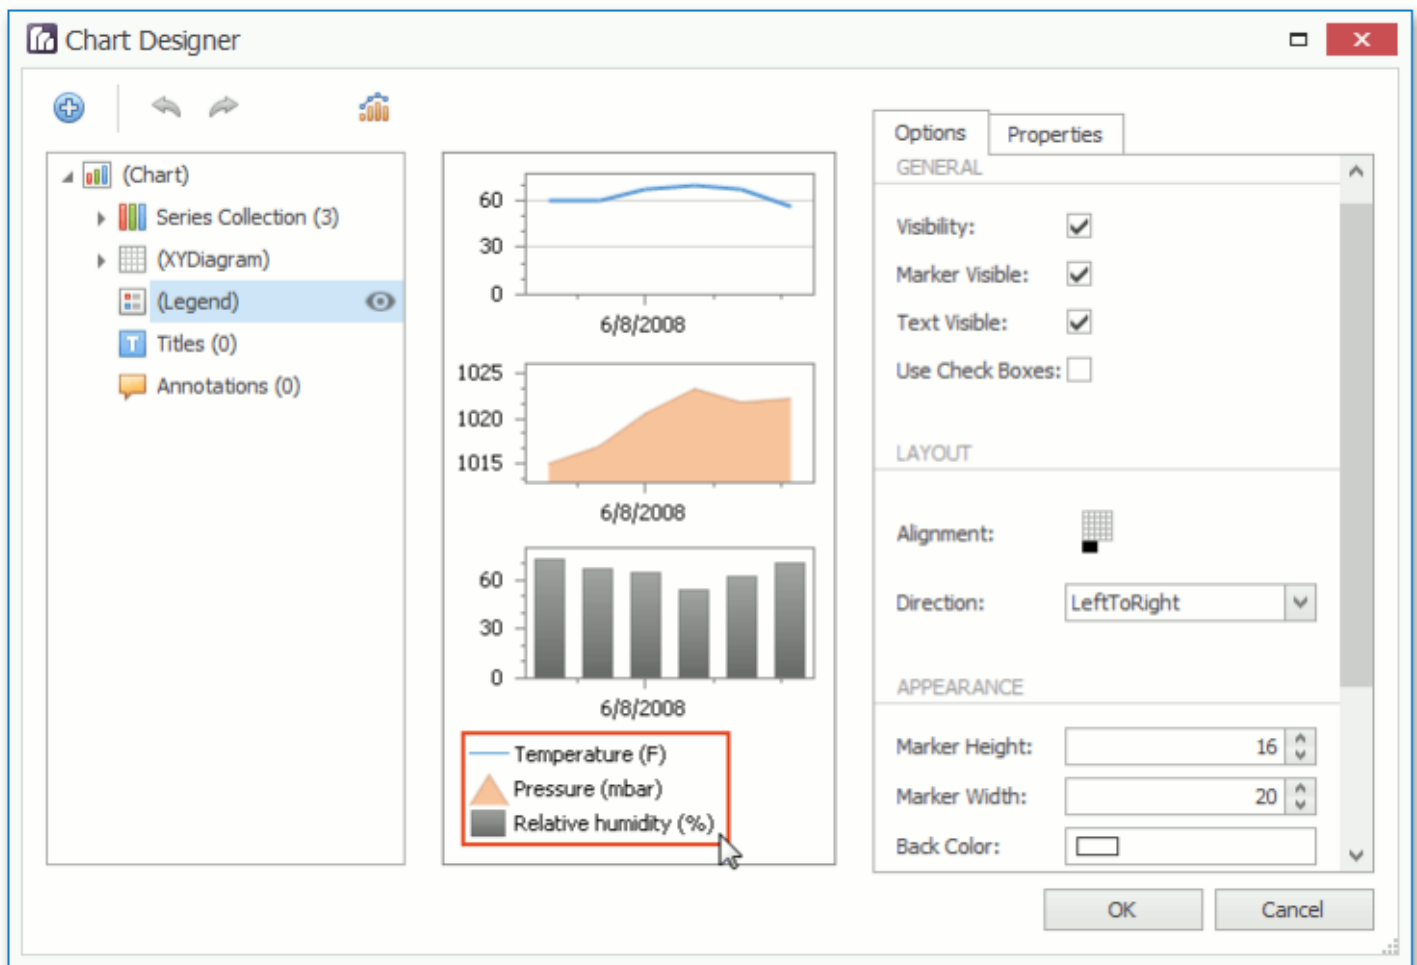 Chart Designer
(Chart)
Series Collection (3)
(XYDiagram)
(Legend)
Titles (0)
Annotations (0)
60
30
0
6/8/2008
1025
1020
1015
6/8/2008
60
30
0
6/8/2008
Temperature (F)
Pressure (mbar)
Relative humidity (%)
Options
Properties
GENERAL
Visibility:
Marker Visible:
Text Visible:
Use Check Boxes:
LAYOUT
Alignment:
Direction: LeftToRight
APPEARANCE
Marker Height: 16
Marker Width: 20
Back Color:
OK Cancel